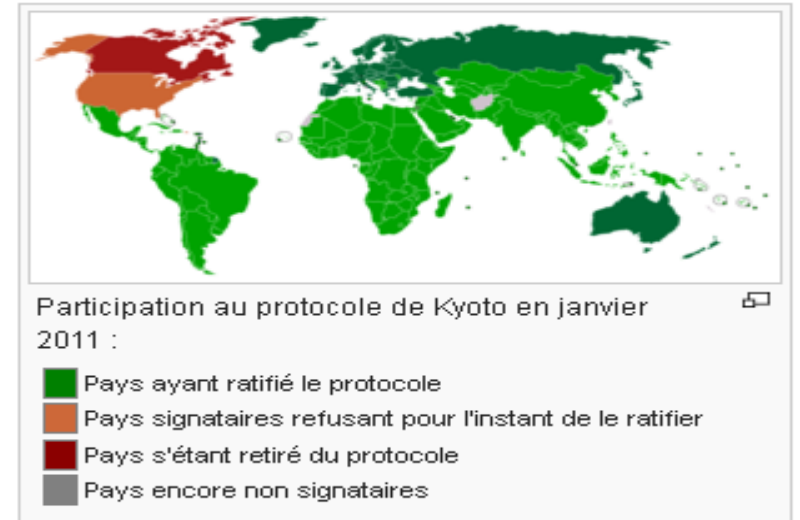 Participation au protocole de Kyoto en janvier
2011 :
Pays ayant ratifié le protocole
Pays signataires refusant pour l'instant de le ratifier
Pays s'étant retiré du protocole
Pays encore non signataires